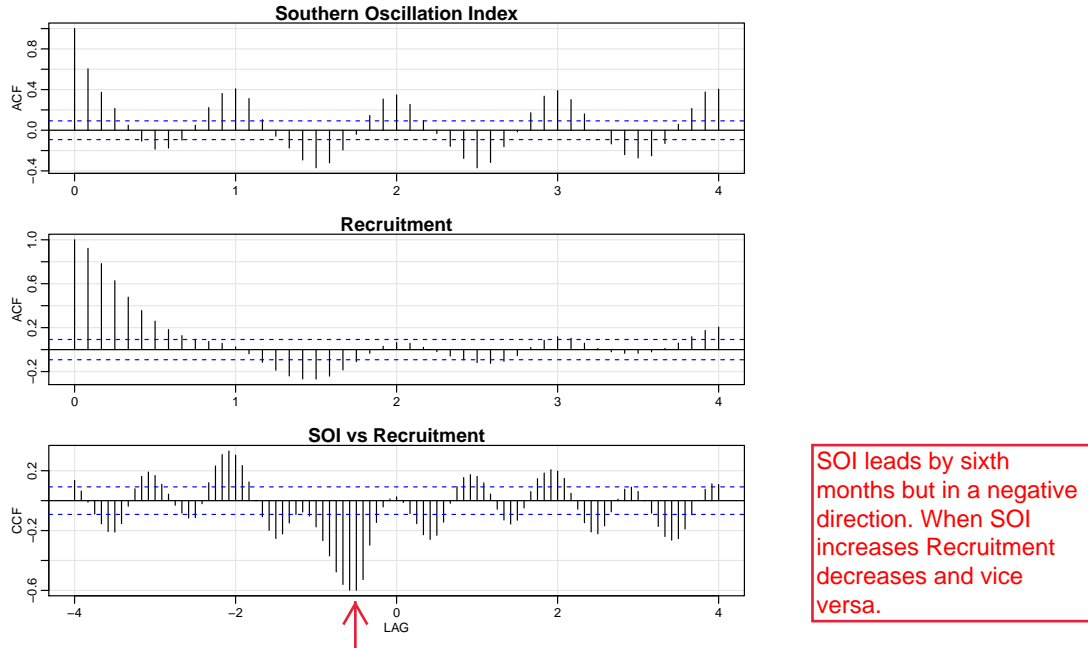 Southern Oscillation Index
ACF
0.8
0.4
0.0
−0.4
0 1 2 3 4
Recruitment
ACF
1.0
0.6
0.2
−0.2
0 1 2 3 4
SOI vs Recruitment
CCF
0.2
−0.2
−0.6
−4 −2 0 2 4
LAG
SOI leads by sixth
months but in a negative
direction. When SOI
increases Recruitment
decreases and vice
versa.